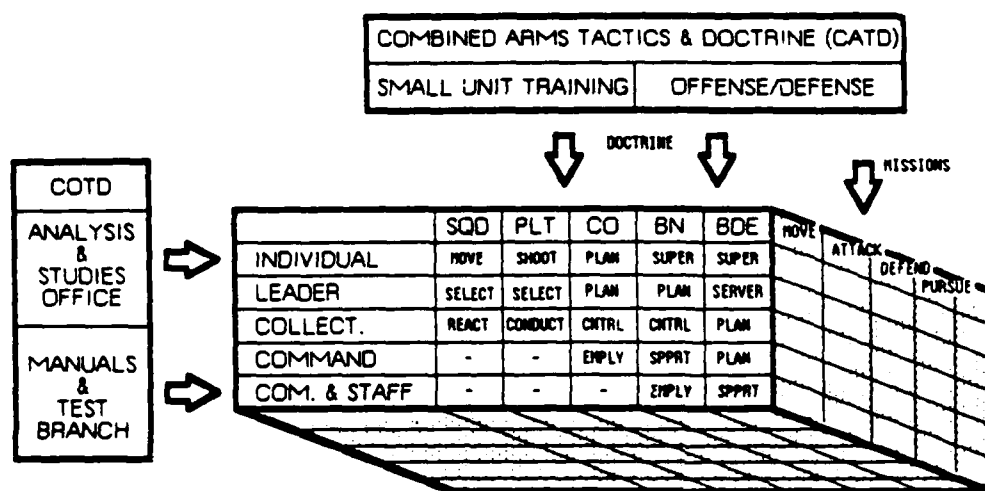 COMBINED ARMS TACTICS & DOCTRINE (CATD)
SMALL UNIT TRAINING OFFENSE/DEFENSE
DOCTRINE
MISSIONS
COTD
ANALYSIS
&
STUDIES
OFFICE
MANUALS
&
TEST
BRANCH
SQD PLT CO BN BDE
INDIVIDUAL MOVE SHOOT PLAN SUPER SUPER
LEADER SELECT SELECT PLAN PLAN SERVER
COLLECT. REACT CONDUCT CNTRL CNTRL PLAN
COMMAND - - EMPLY SPPRT PLAN
COM. & STAFF - - - EMPLY SPPRT
MOVE
ATTACK
DEFEND
PURSUE